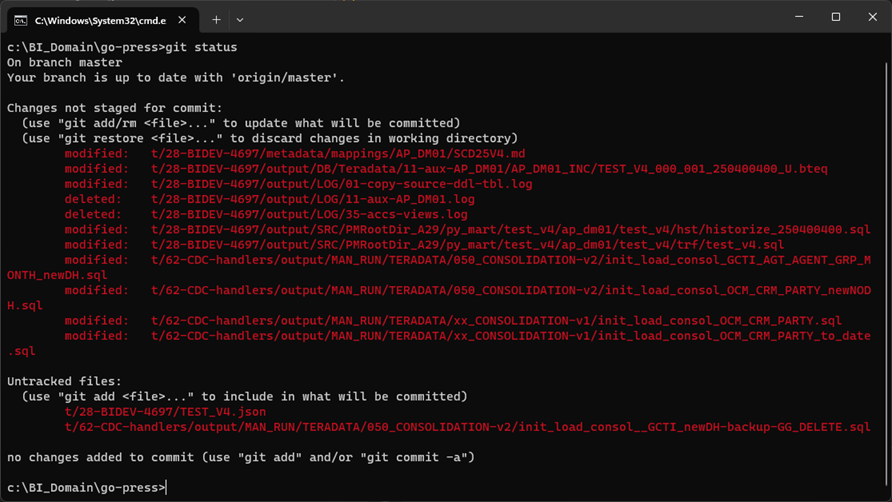 C:\Windows\System32\cmd.e
c:\BI_Domain\go-press>git status
On branch master
Your branch is up to date with 'origin/master'.
Changes not staged for commit:
(use "git add/rm <file>..." to update what will be committed)
(use "git restore <file>..." to discard changes in working directory)
modified: t/28-BIDEV-4697/metadata/mappings/AP_DM01/SCD25V4.md
modified: t/28-BIDEV-4697/output/DB/Teradata/11-aux-AP_DM01/AP_DM01_INC/TEST_V4_000_001_250400400_U.bteq
modified: t/28-BIDEV-4697/output/LOG/01-copy-source-ddl-tbl.log
deleted: t/28-BIDEV-4697/output/LOG/11-aux-AP_DM01.log
deleted: t/28-BIDEV-4697/output/LOG/35-accs-views.log
modified: t/28-BIDEV-4697/output/SRC/PMRootDir_A29/py_mart/test_v4/ap_dm01/test_v4/hst/historize_250400400.sql
modified: t/28-BIDEV-4697/output/SRC/PMRootDir_A29/py_mart/test_v4/ap_dm01/test_v4/trf/test_v4.sql
modified: t/62-CDC-handlers/output/MAN_RUN/TERADATA/050_CONSOLIDATION-v2/init_load_consol_GCTI_AGT_AGENT_GRP_M
ONTH_newDH.sql
modified: t/62-CDC-handlers/output/MAN_RUN/TERADATA/050_CONSOLIDATION-v2/init_load_consol_OCM_CRM_PARTY_newNOD
H.sql
modified: t/62-CDC-handlers/output/MAN_RUN/TERADATA/xx_CONSOLIDATION-v1/init_load_consol_OCM_CRM_PARTY.sql
modified: t/62-CDC-handlers/output/MAN_RUN/TERADATA/xx_CONSOLIDATION-v1/init_load_consol_OCM_CRM_PARTY_to_date
.sql
Untracked files:
(use "git add <file>..." to include in what will be committed)
t/28-BIDEV-4697/TEST_V4.json
t/62-CDC-handlers/output/MAN_RUN/TERADATA/050_CONSOLIDATION-v2/init_load_consol__GCTI_newDH-backup-GG_DELETE.sql
no changes added to commit (use "git add" and/or "git commit -a")
c:\BI_Domain\go-press>